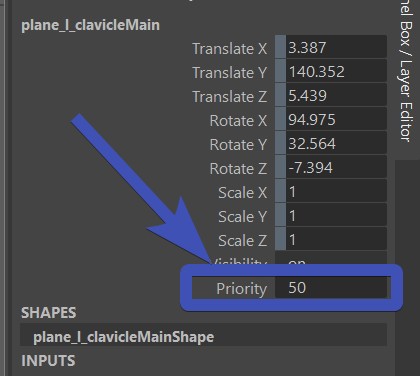 plane_l_clavicleMain
Translate X 3.387
Translate Y 140.352
Translate Z 5.439
Rotate X 94.975
Rotate Y 32.564
Rotate Z -7.394
Scale X 1
Scale Y 1
Scale Z 1
Visibility on
Priority 50
SHAPES
plane_l_clavicleMainShape
INPUTS
Box / Layer Editor